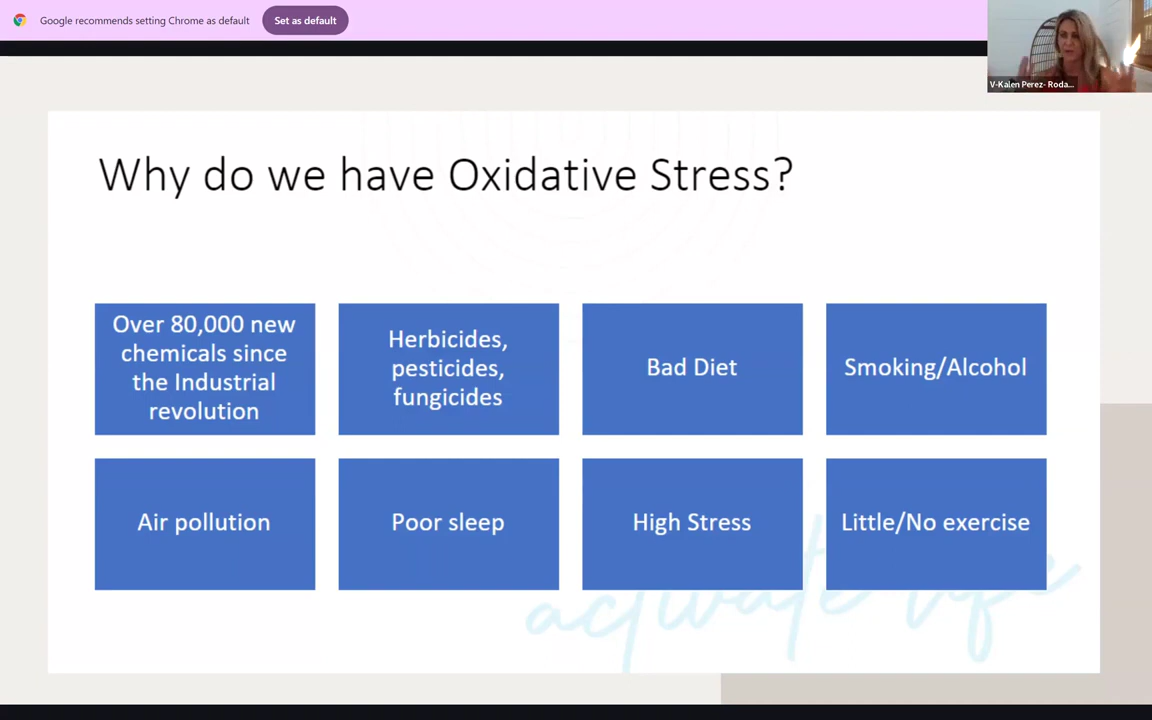 Google recommends setting Chrome as default
Set as default
V-Kalen Perez- Roda...
Why do we have Oxidative Stress?
Over 80,000 new
chemicals since
the Industrial
revolution
Herbicides,
pesticides,
fungicides
Bad Diet
Smoking/Alcohol
Air pollution
Poor sleep
High Stress
Little/No exercise
activate life